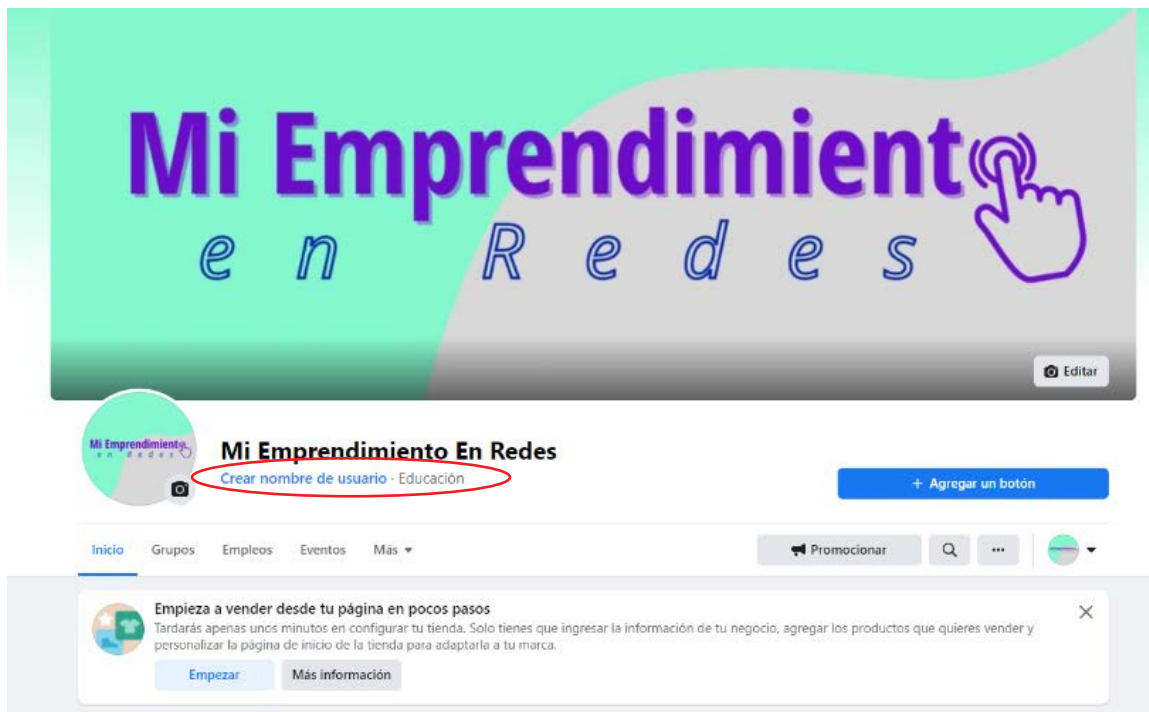 Mi Emprendimiento
en Redes
Editar
Mi Emprendimiento
en Redes
Mi Emprendimiento En Redes
Crear nombre de usuario · Educación
+ Agregar un botón
Inicio Grupos Empleos Eventos Más Promocionar ...
Empieza a vender desde tu página en pocos pasos
Tardarás apenas unos minutos en configurar tu tienda. Solo tienes que ingresar la información de tu negocio, agregar los productos que quieres vender y
personalizar la página de inicio de la tienda para adaptarla a tu marca.
Empezar Más información